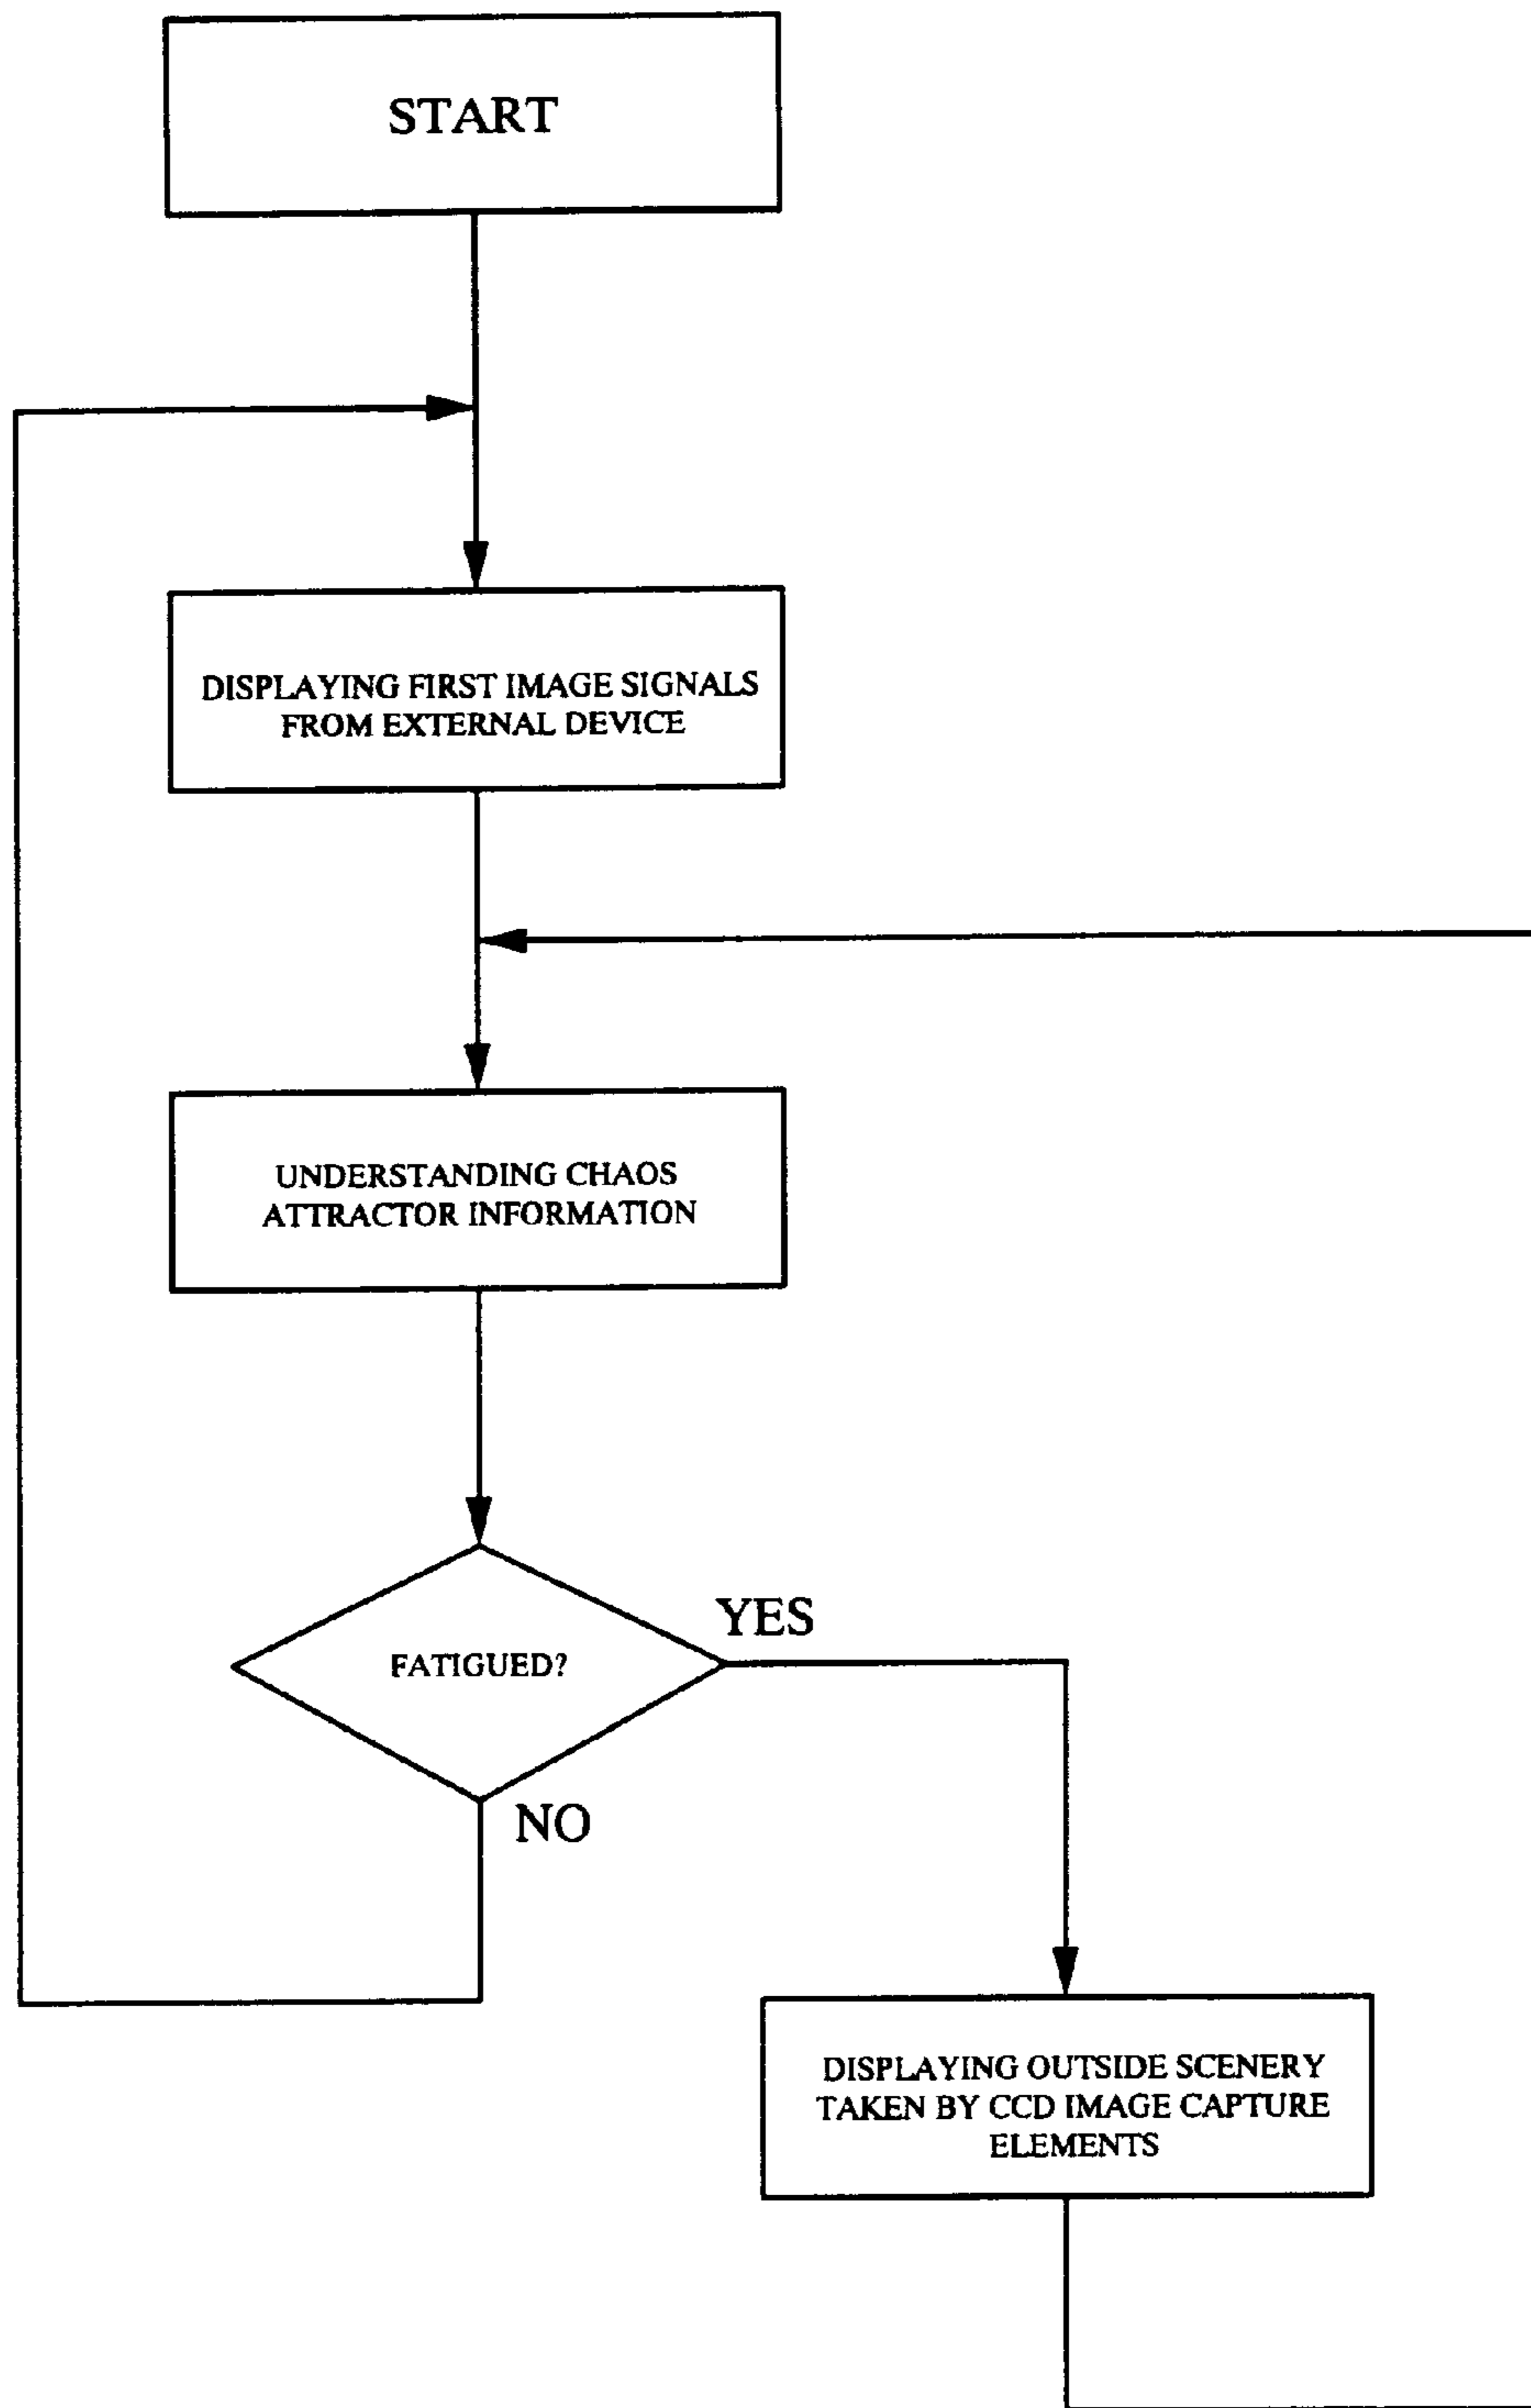 START
DISPLAYING FIRST IMAGE SIGNALS
FROM EXTERNAL DEVICE
UNDERSTANDING CHAOS
ATTRACTOR INFORMATION
FATIGUED?
YES
NO
DISPLAYING OUTSIDE SCENERY
TAKEN BY CCD IMAGE CAPTURE
ELEMENTS